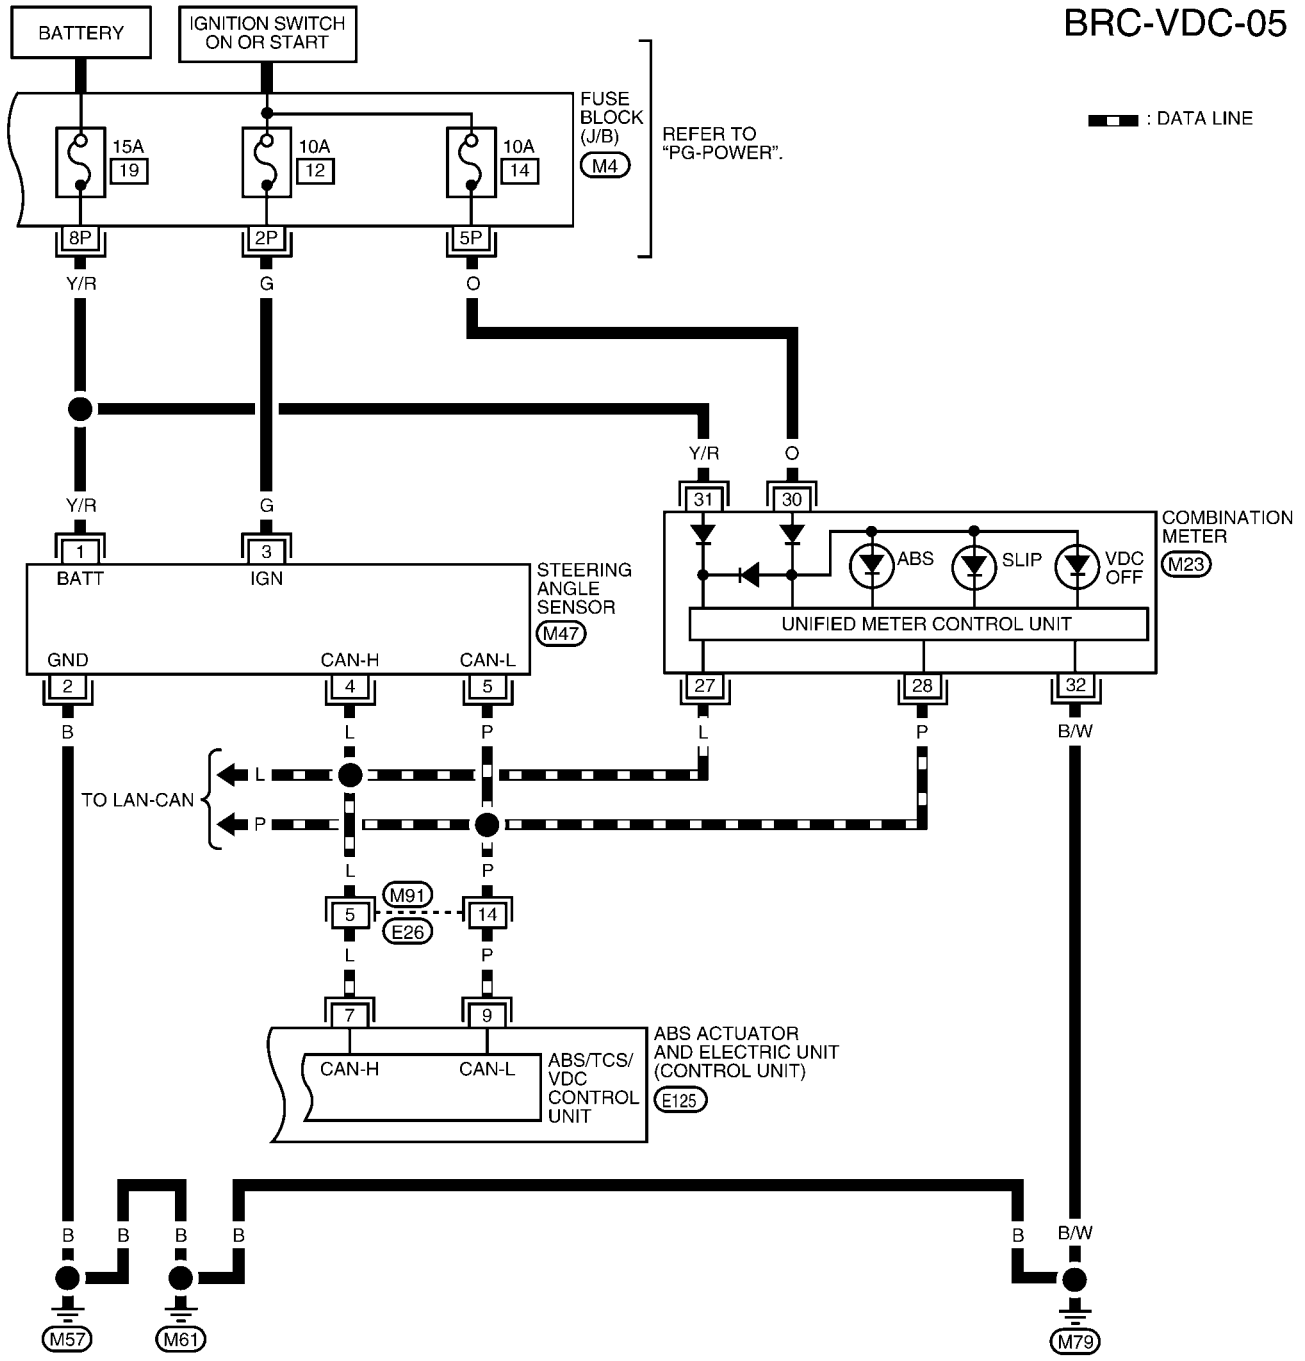 BRC-VDC-05
BATTERY
IGNITION SWITCH
ON OR START
: DATA LINE
FUSE
BLOCK
(J/B)
M4
REFER TO
“PG-POWER”.
15A
19
10A
12
10A
14
8P
2P
5P
Y/R
G
O
Y/R
O
Y/R
G
31
30
1
3
BATT
IGN
STEERING
ANGLE
SENSOR
M47
GND
CAN-H
CAN-L
2
4
5
COMBINATION
METER
M23
ABS
SLIP
VDC
OFF
UNIFIED METER CONTROL UNIT
27
28
32
B
L
P
L
P
B/W
TO LAN-CAN
L
P
L
P
M91
5
14
E26
L
P
7
9
CAN-H
CAN-L
ABS/TCS/
VDC
CONTROL
UNIT
ABS ACTUATOR
AND ELECTRIC UNIT
(CONTROL UNIT)
E125
B
B
B
B
B
B/W
M57
M61
M79